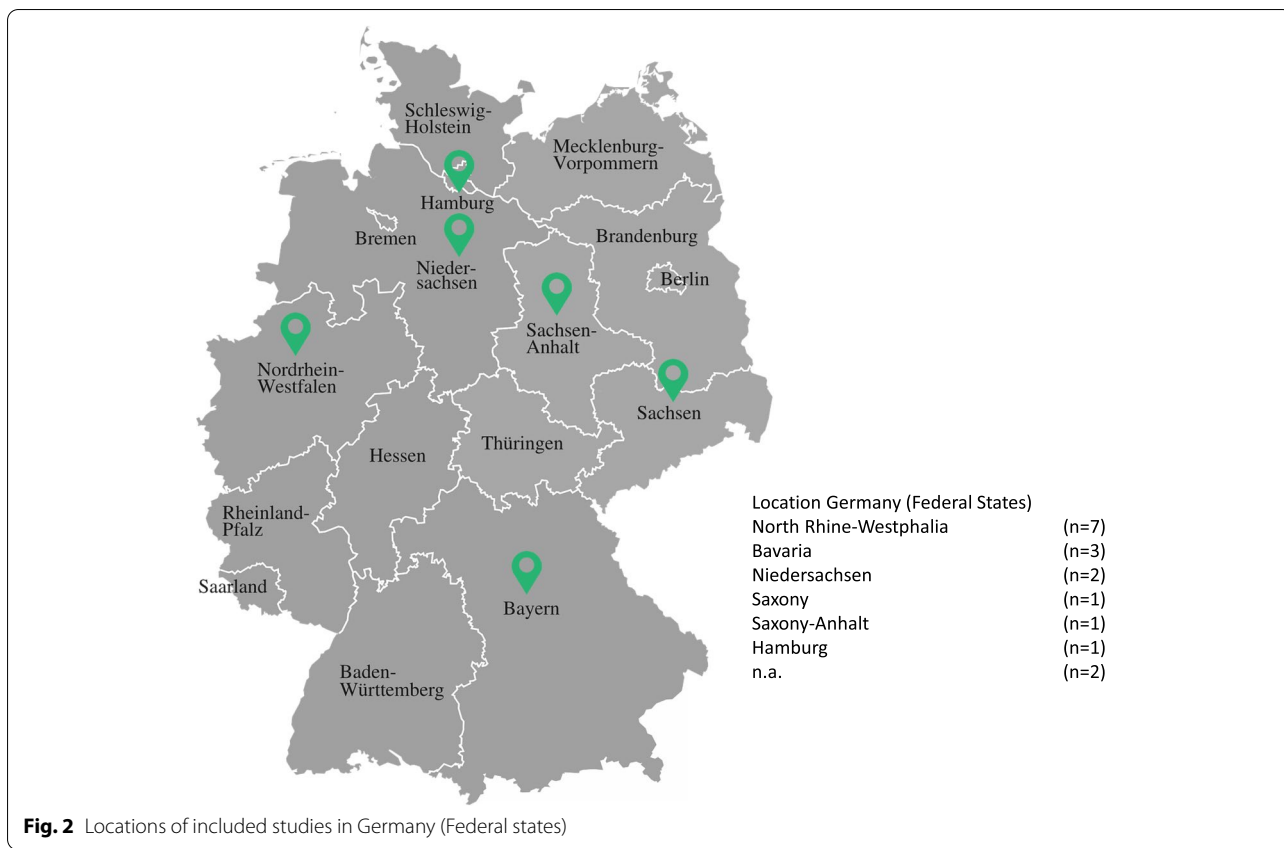 Schleswig-
Holstein
Mecklenburg-
Vorpommern
Hamburg
Bremen
Brandenburg
Nieder-
sachsen
Berlin
Sachsen-
Anhalt
Nordrhein-
Westfalen
Sachsen
Thüringen
Hessen
Rheinland-
Pfalz
Saarland
Bayern
Baden-
Württemberg
Location Germany (Federal States)
North Rhine-Westphalia (n=7)
Bavaria (n=3)
Niedersachsen (n=2)
Saxony (n=1)
Saxony-Anhalt (n=1)
Hamburg (n=1)
n.a. (n=2)
Fig. 2 Locations of included studies in Germany (Federal states)